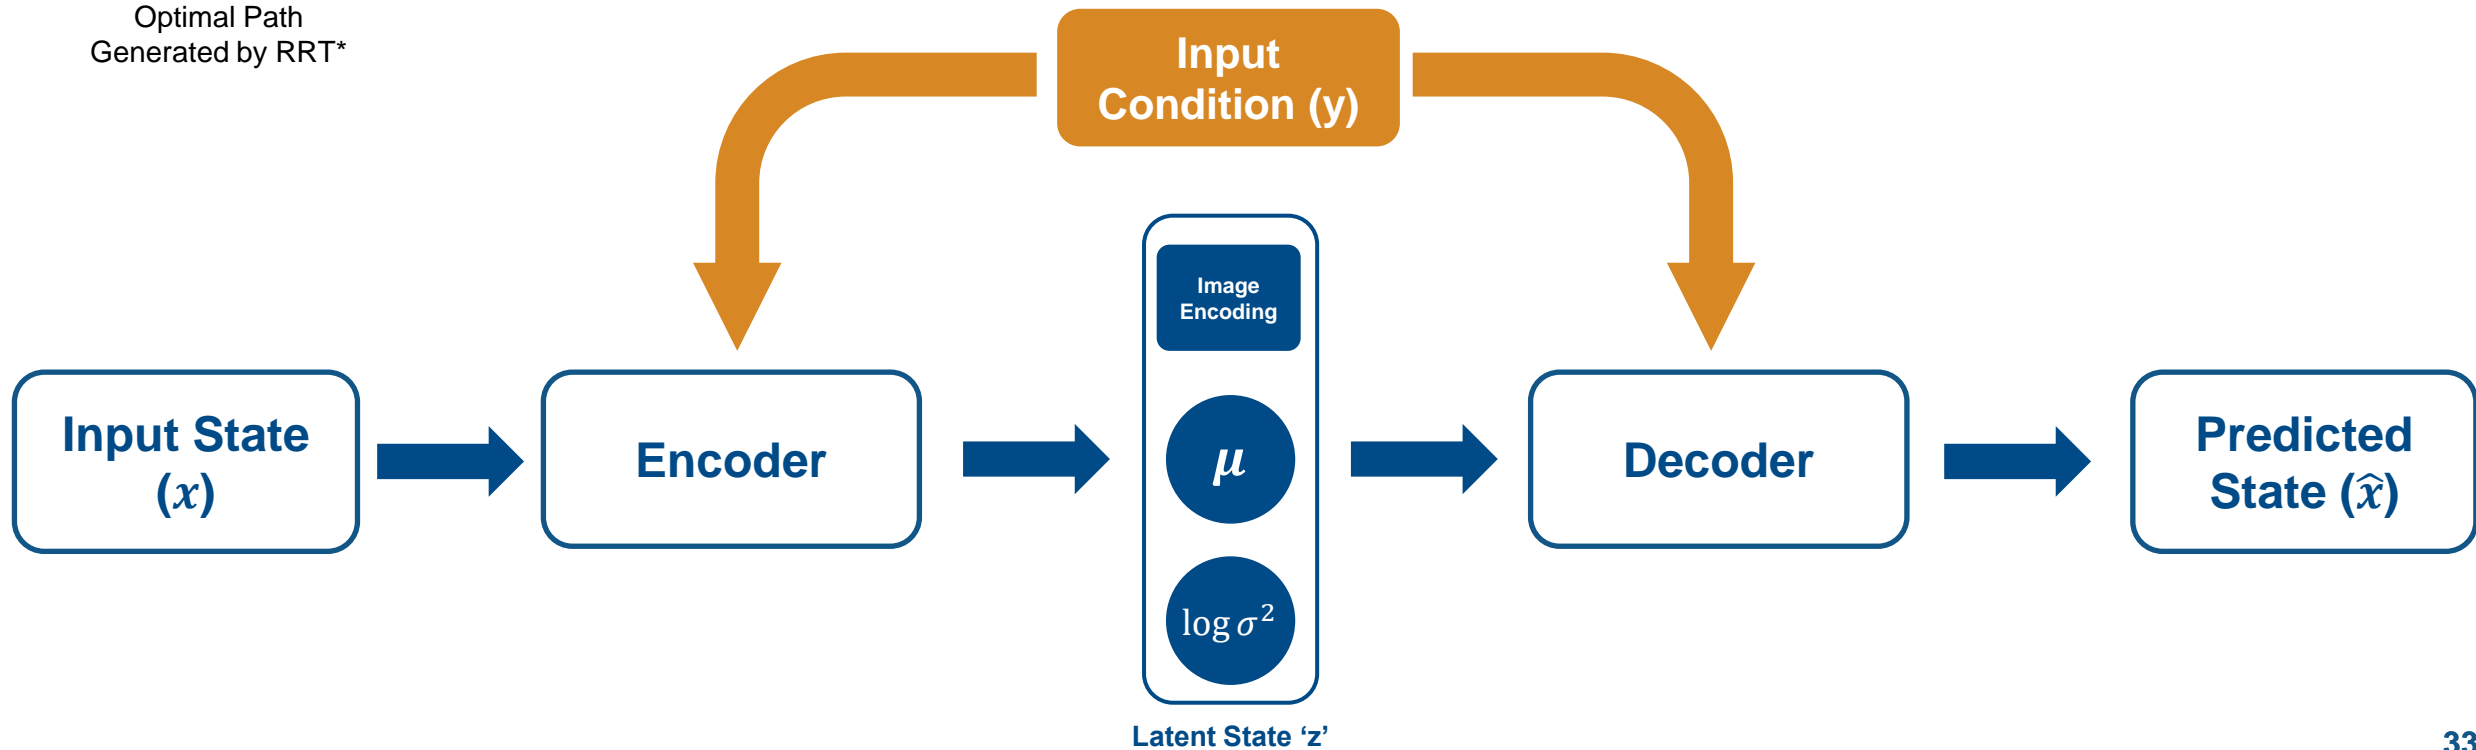 Optimal Path
Generated by RRT*
Input
Condition (y)
Image
Encoding
Input State
(x)
Encoder
μ
Decoder
Predicted
State (x̂)
log σ²
Latent State ‘z’
33